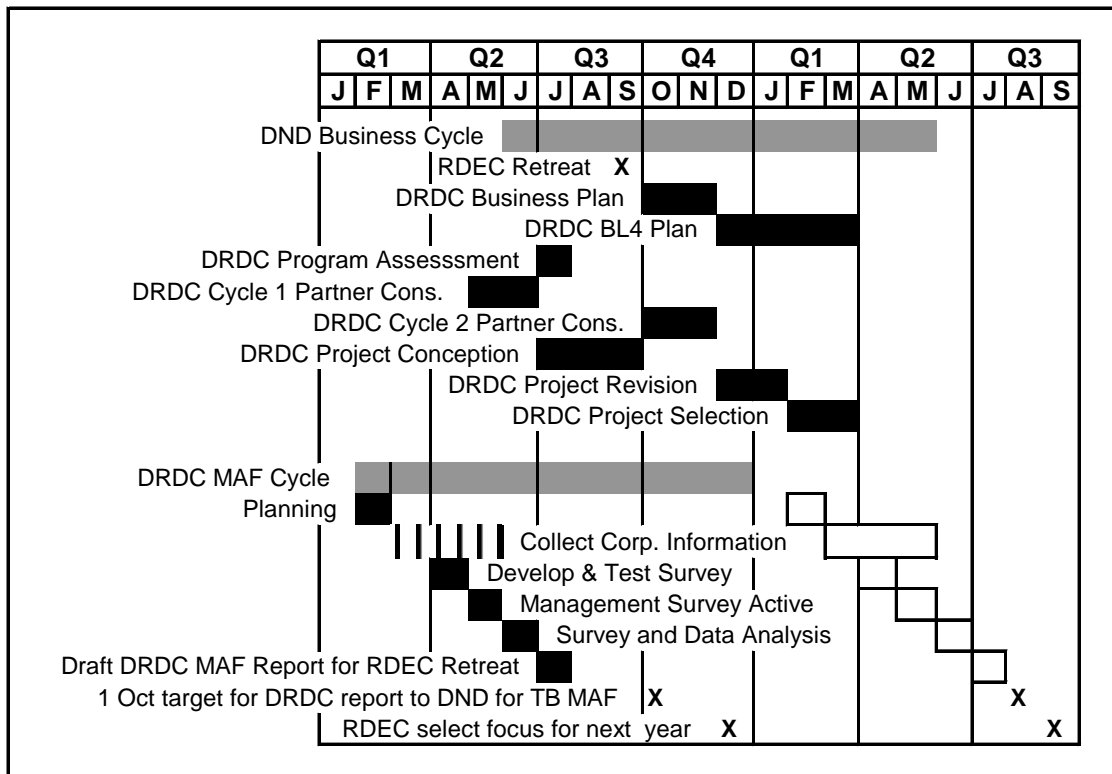 Q1 Q2 Q3 Q4 Q1 Q2 Q3
J F M A M J J A S O N D J F M A M J J A S
DND Business Cycle
RDEC Retreat X
DRDC Business Plan
DRDC BL4 Plan
DRDC Program Assesssment
DRDC Cycle 1 Partner Cons.
DRDC Cycle 2 Partner Cons.
DRDC Project Conception
DRDC Project Revision
DRDC Project Selection
DRDC MAF Cycle
Planning
Collect Corp. Information
Develop & Test Survey
Management Survey Active
Survey and Data Analysis
Draft DRDC MAF Report for RDEC Retreat
1 Oct target for DRDC report to DND for TB MAF X X
RDEC select focus for next year X X